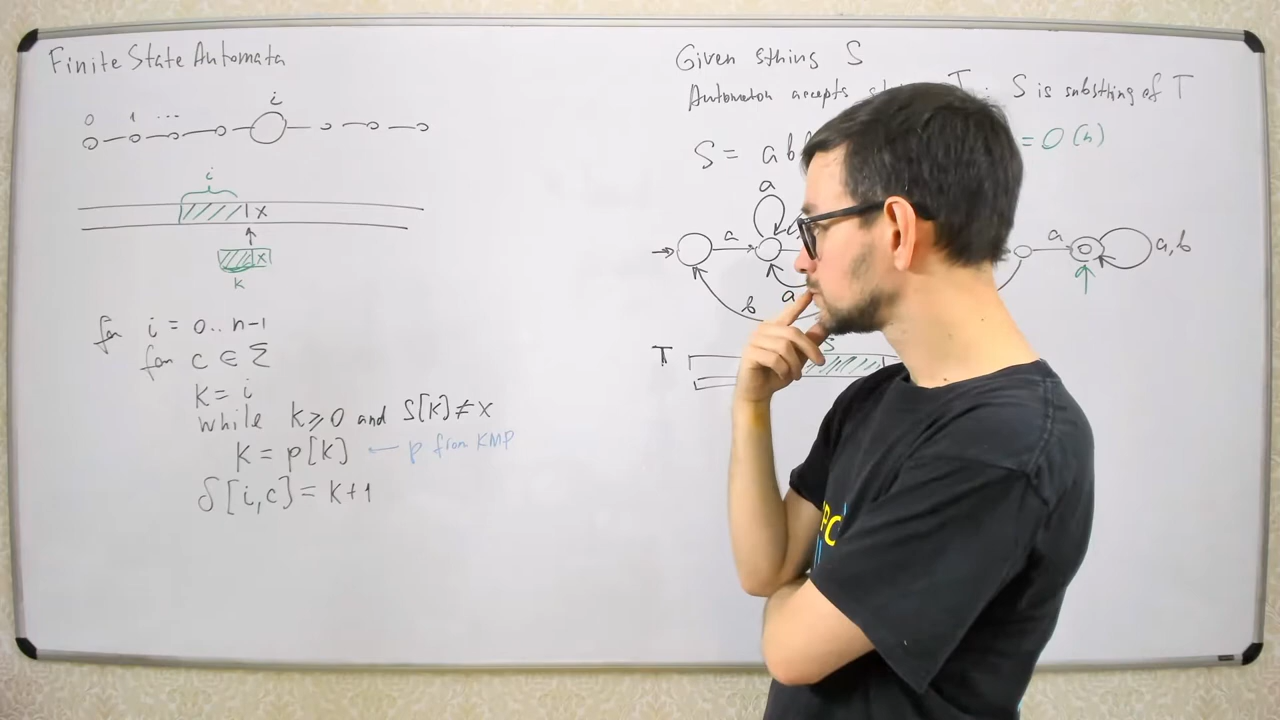 Finite State Automata
0 1 ... i
i
x
x
k
for i = 0..n-1
for c ∈ Σ
k = i
while k ⩾ 0 and S[k] ≠ x
k = p[k] ← p from KMP
δ[i,c] = k+1
Given string S
Automaton accepts T : S is substring of T
S = ab = O(n)
a
a a a,b
a
b
T S
PC